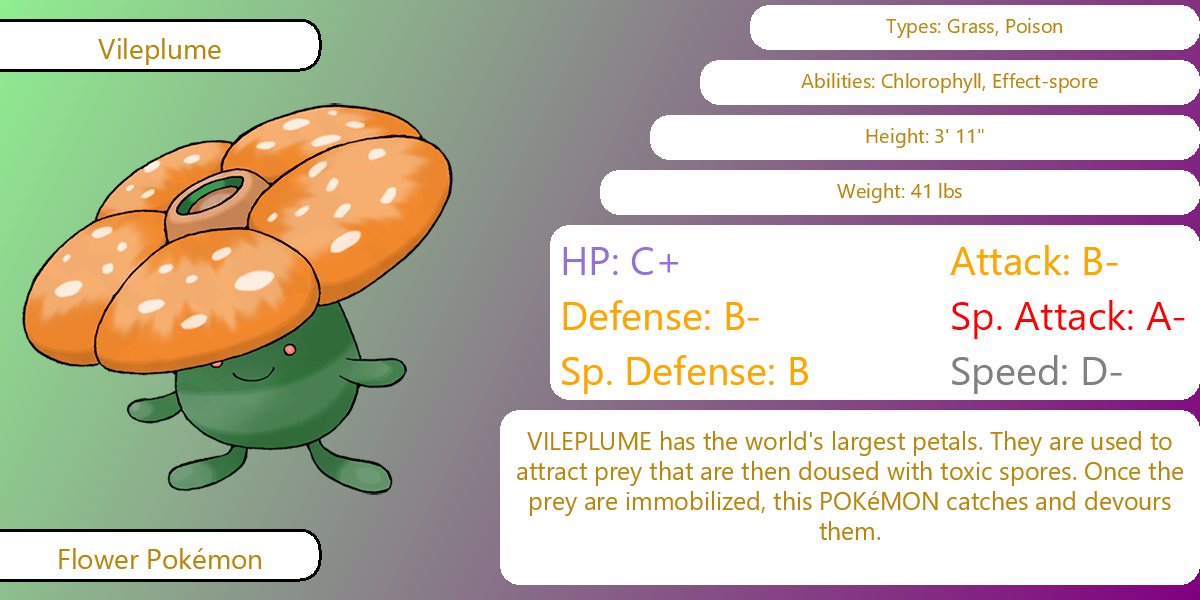 Vileplume
Types: Grass, Poison
Abilities: Chlorophyll, Effect-spore
Height: 3' 11"
Weight: 41 lbs
HP: C+
Attack: B-
Defense: B-
Sp. Attack: A-
Sp. Defense: B
Speed: D-
VILEPLUME has the world's largest petals. They are used to
attract prey that are then doused with toxic spores. Once the
prey are immobilized, this POKéMON catches and devours
them.
Flower Pokémon